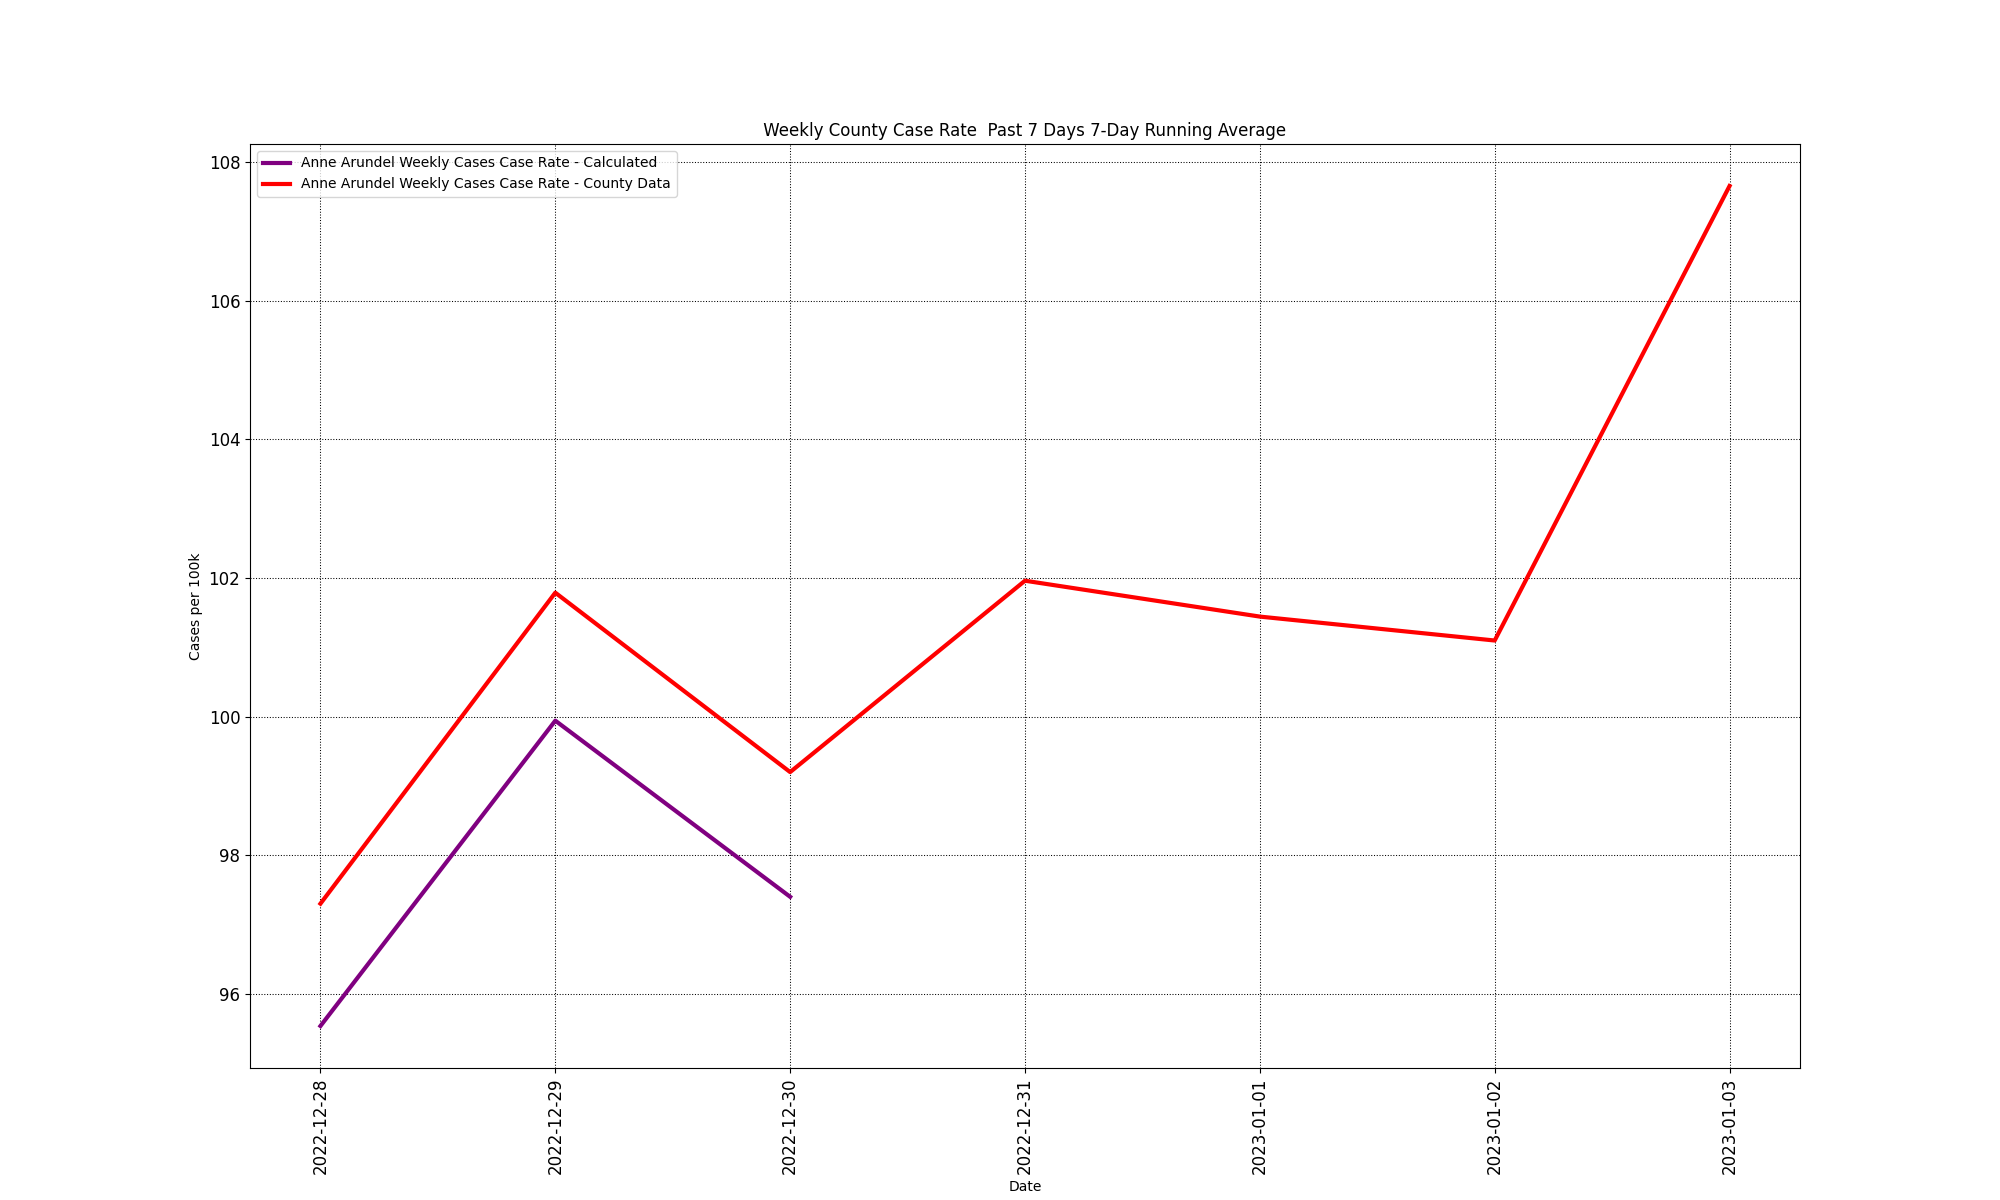 Weekly County Case Rate  Past 7 Days 7-Day Running Average
Anne Arundel Weekly Cases Case Rate - Calculated
Anne Arundel Weekly Cases Case Rate - County Data
108
106
104
102
100
98
96
Cases per 100k
2022-12-28
2022-12-29
2022-12-30
2022-12-31
2023-01-01
2023-01-02
2023-01-03
Date